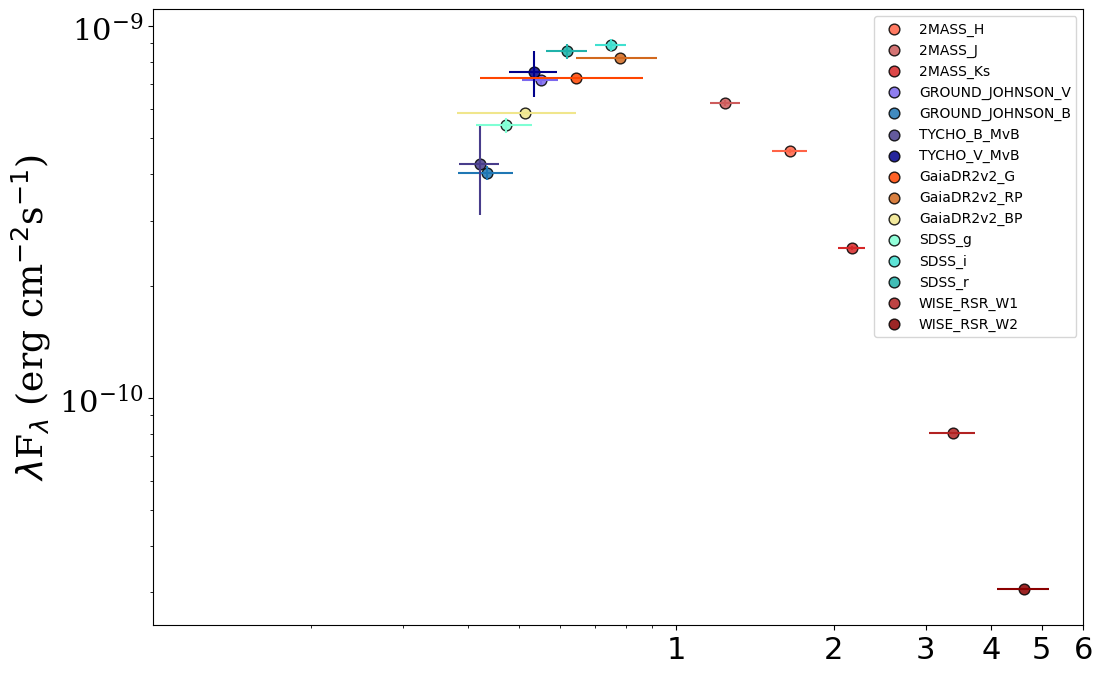 10⁻⁹
10⁻¹⁰
λF_λ (erg cm⁻²s⁻¹)
2MASS_H
2MASS_J
2MASS_Ks
GROUND_JOHNSON_V
GROUND_JOHNSON_B
TYCHO_B_MvB
TYCHO_V_MvB
GaiaDR2v2_G
GaiaDR2v2_RP
GaiaDR2v2_BP
SDSS_g
SDSS_i
SDSS_r
WISE_RSR_W1
WISE_RSR_W2
1 2 3 4 5 6